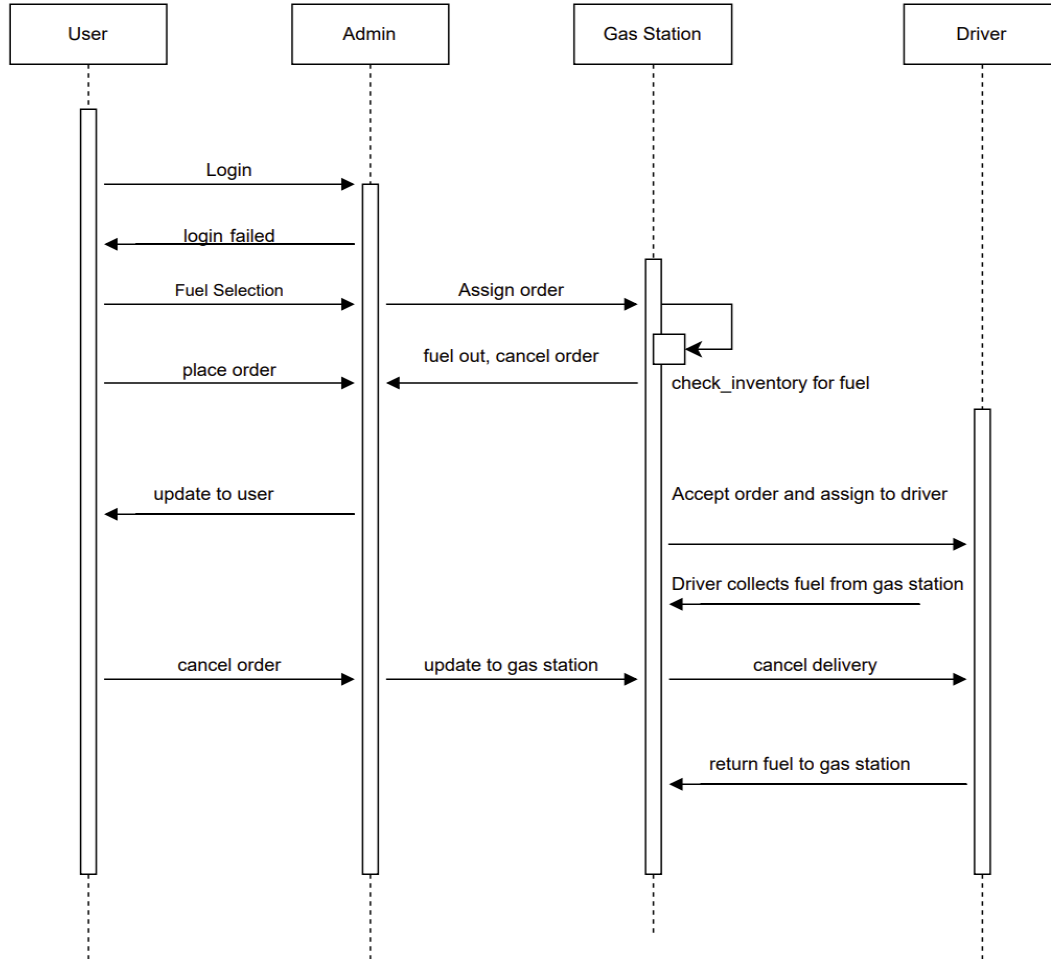 User
Admin
Gas Station
Driver
Login
login failed
Fuel Selection
Assign order
fuel out, cancel order
place order
check_inventory for fuel
update to user
Accept order and assign to driver
Driver collects fuel from gas station
cancel order
update to gas station
cancel delivery
return fuel to gas station